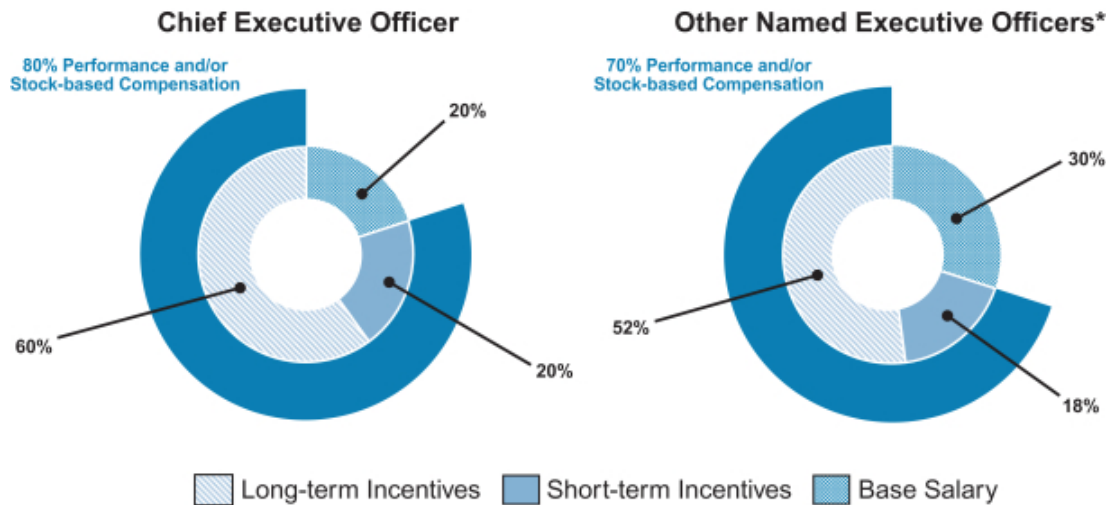 Chief Executive Officer
80% Performance and/or
Stock-based Compensation
20%
60%
20%
Other Named Executive Officers*
70% Performance and/or
Stock-based Compensation
30%
52%
18%
Long-term Incentives
Short-term Incentives
Base Salary